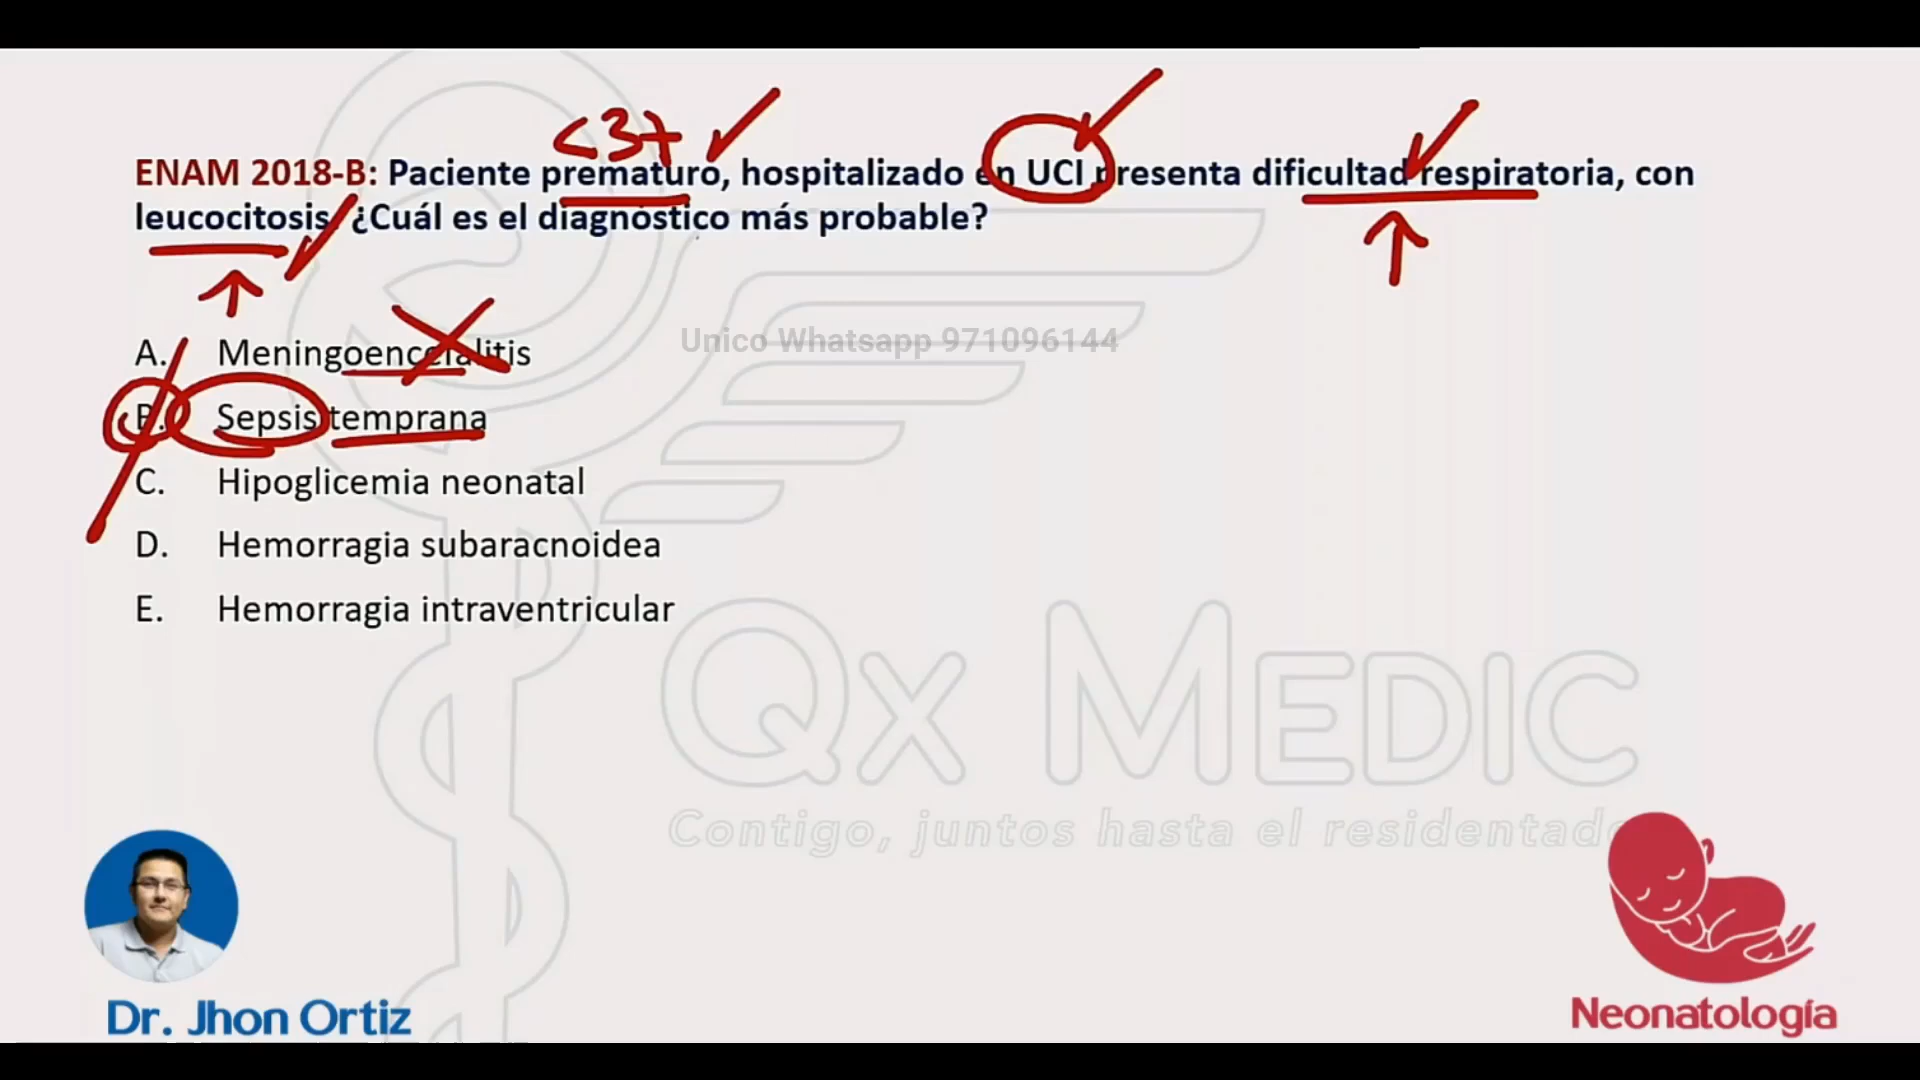 <37
ENAM 2018-B: Paciente prematuro, hospitalizado en UCI presenta dificultad respiratoria, con
leucocitosis. ¿Cuál es el diagnóstico más probable?
Unico Whatsapp 971096144
A. Meningoencefalitis
B. Sepsis temprana
C. Hipoglicemia neonatal
D. Hemorragia subaracnoidea
E. Hemorragia intraventricular
Qx MEDIC
Contigo, juntos hasta el residentado
Dr. Jhon Ortiz
Neonatología